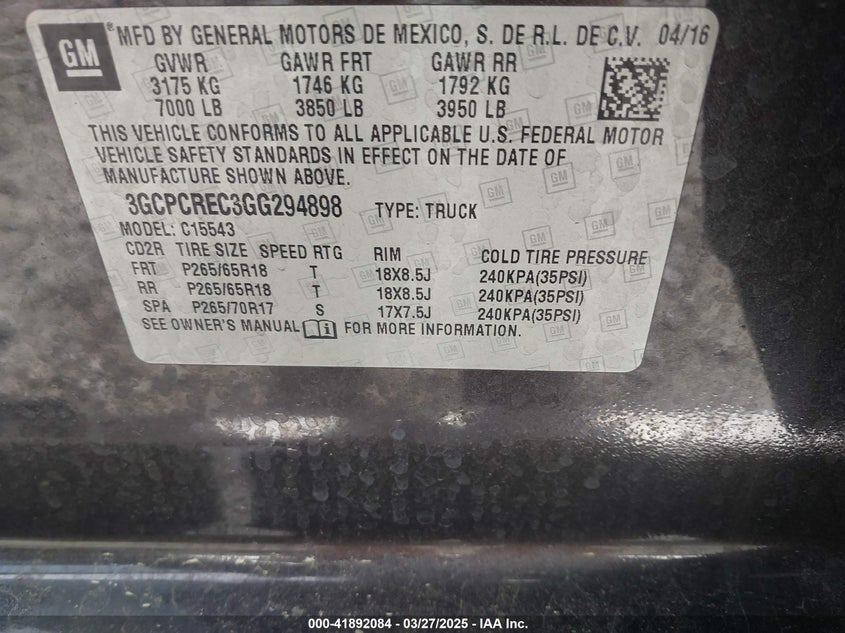 GM
® MFD BY GENERAL MOTORS DE MEXICO, S. DE R.L. DE C.V. 04/16
GVWR GAWR FRT GAWR RR
3175 KG 1746 KG 1792 KG
7000 LB 3850 LB 3950 LB
THIS VEHICLE CONFORMS TO ALL APPLICABLE U.S. FEDERAL MOTOR
VEHICLE SAFETY STANDARDS IN EFFECT ON THE DATE OF
MANUFACTURE SHOWN ABOVE.
3GCPCREC3GG294898 TYPE: TRUCK
MODEL: C15543
CD2R TIRE SIZE SPEED RTG RIM COLD TIRE PRESSURE
FRT P265/65R18 T 18X8.5J 240KPA(35PSI)
RR P265/65R18 T 18X8.5J 240KPA(35PSI)
SPA P265/70R17 S 17X7.5J 240KPA(35PSI)
SEE OWNER'S MANUAL FOR MORE INFORMATION.
000-41892084 - 03/27/2025 - IAA Inc.